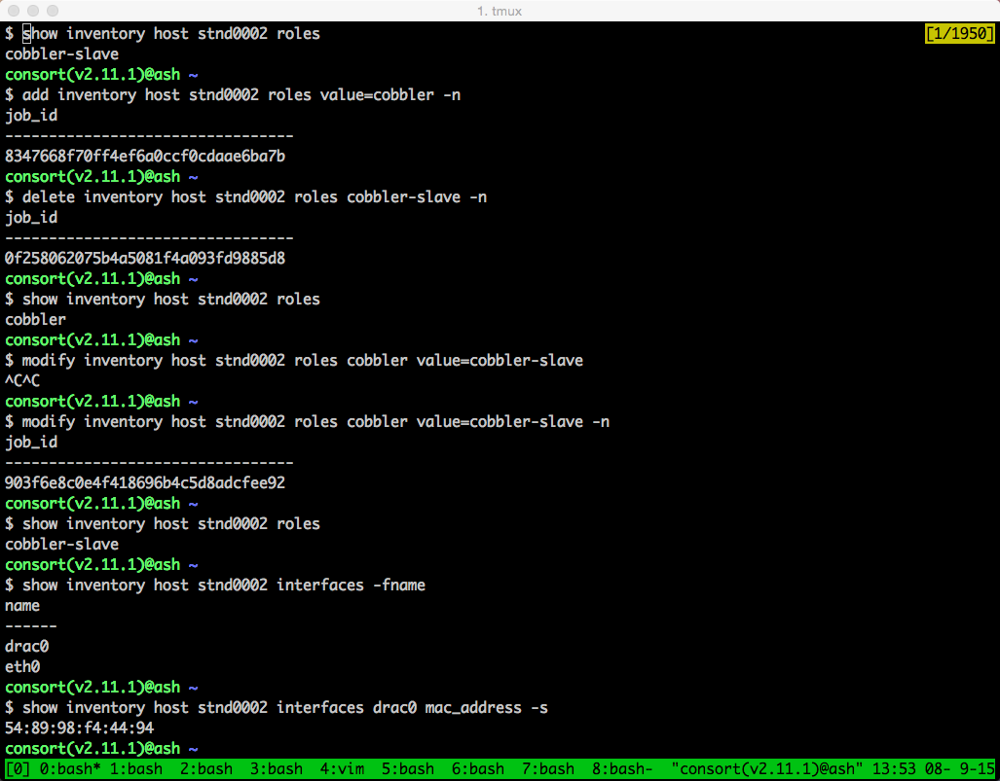 1. tmux
$ show inventory host stnd0002 roles [1/1950]
cobbler-slave
consort(v2.11.1)@ash ~
$ add inventory host stnd0002 roles value=cobbler -n
job_id
---------------------------------
8347668f70ff4ef6a0ccf0cdaae6ba7b
consort(v2.11.1)@ash ~
$ delete inventory host stnd0002 roles cobbler-slave -n
job_id
---------------------------------
0f258062075b4a5081f4a093fd9885d8
consort(v2.11.1)@ash ~
$ show inventory host stnd0002 roles
cobbler
consort(v2.11.1)@ash ~
$ modify inventory host stnd0002 roles cobbler value=cobbler-slave
^C^C
consort(v2.11.1)@ash ~
$ modify inventory host stnd0002 roles cobbler value=cobbler-slave -n
job_id
---------------------------------
903f6e8c0e4f418696b4c5d8adcfee92
consort(v2.11.1)@ash ~
$ show inventory host stnd0002 roles
cobbler-slave
consort(v2.11.1)@ash ~
$ show inventory host stnd0002 interfaces -fname
name
------
drac0
eth0
consort(v2.11.1)@ash ~
$ show inventory host stnd0002 interfaces drac0 mac_address -s
54:89:98:f4:44:94
consort(v2.11.1)@ash ~
[0] 0:bash* 1:bash  2:bash  3:bash  4:vim  5:bash  6:bash  7:bash  8:bash-  "consort(v2.11.1)@ash" 13:53 08- 9-15